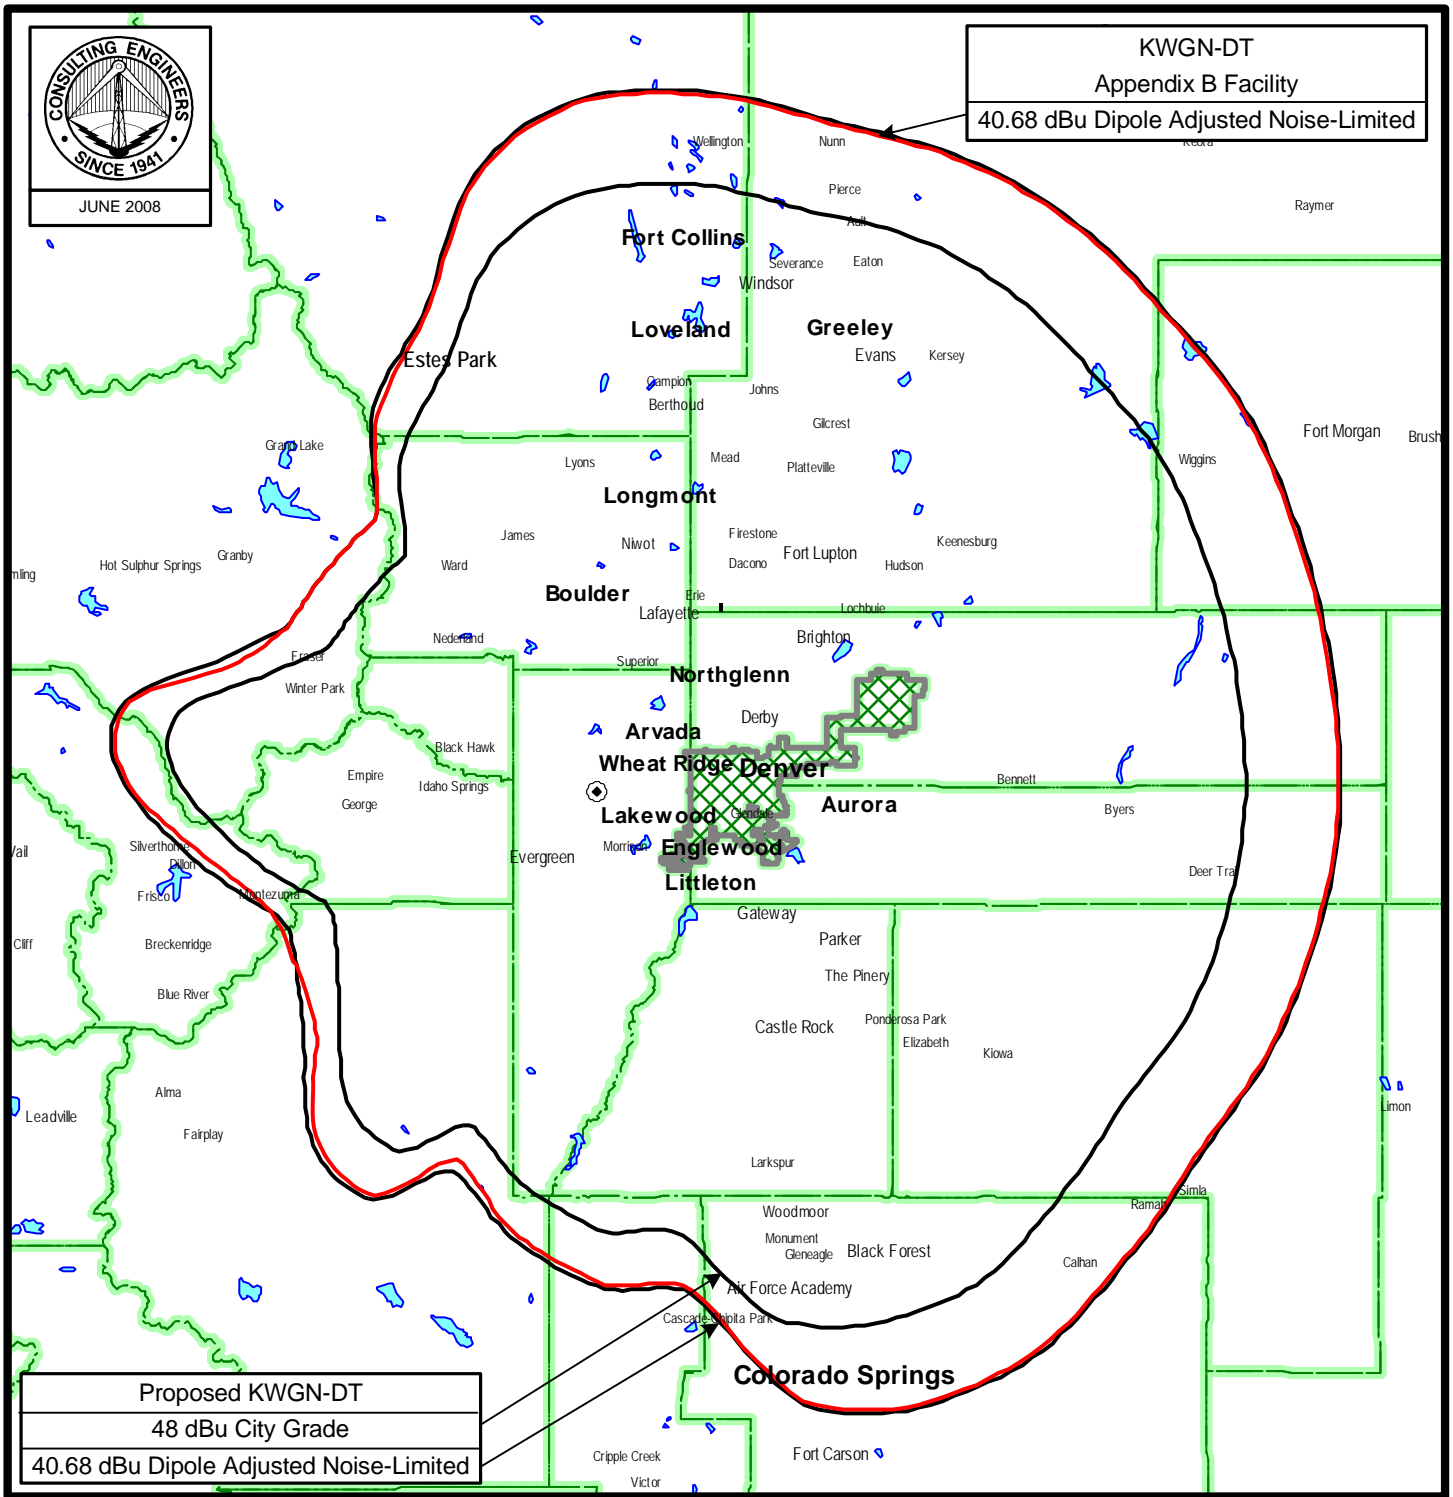 CONSULTING ENGINEERS
• SINCE 1941 •
JUNE 2008
KWGN-DT
Appendix B Facility
40.68 dBu Dipole Adjusted Noise-Limited
Wellington
Nunn
Keota
Pierce
Raymer
Ault
Fort Collins
Severance
Eaton
Windsor
Loveland
Greeley
Estes Park
Evans
Kersey
Campion
Johns
Berthoud
Gilcrest
Fort Morgan
Brush
Grand Lake
Lyons
Mead
Platteville
Wiggins
Longmont
James
Niwot
Firestone
Keenesburg
Granby
Fort Lupton
Hot Sulphur Springs
Ward
Dacono
Hudson
mling
Boulder
Erie
Lafayette
Lochbuie
Nederland
Brighton
Fraser
Superior
Northglenn
Winter Park
Derby
Arvada
Black Hawk
Wheat Ridge
Denver
Empire
Idaho Springs
Bennett
George
Aurora
Byers
Lakewood
Glendale
Silverthorne
Morrison
Englewood
Vail
Evergreen
Dillon
Deer Tra
Littleton
Frisco
Montezuma
Gateway
Cliff
Breckenridge
Parker
The Pinery
Blue River
Castle Rock
Ponderosa Park
Elizabeth
Kiowa
Alma
Leadville
Limon
Fairplay
Larkspur
Simla
Ramah
Woodmoor
Monument
Gleneagle
Black Forest
Calhan
Air Force Academy
Cascade-Chipita Park
Colorado Springs
Proposed KWGN-DT
48 dBu City Grade
40.68 dBu Dipole Adjusted Noise-Limited
Cripple Creek
Fort Carson
Victor